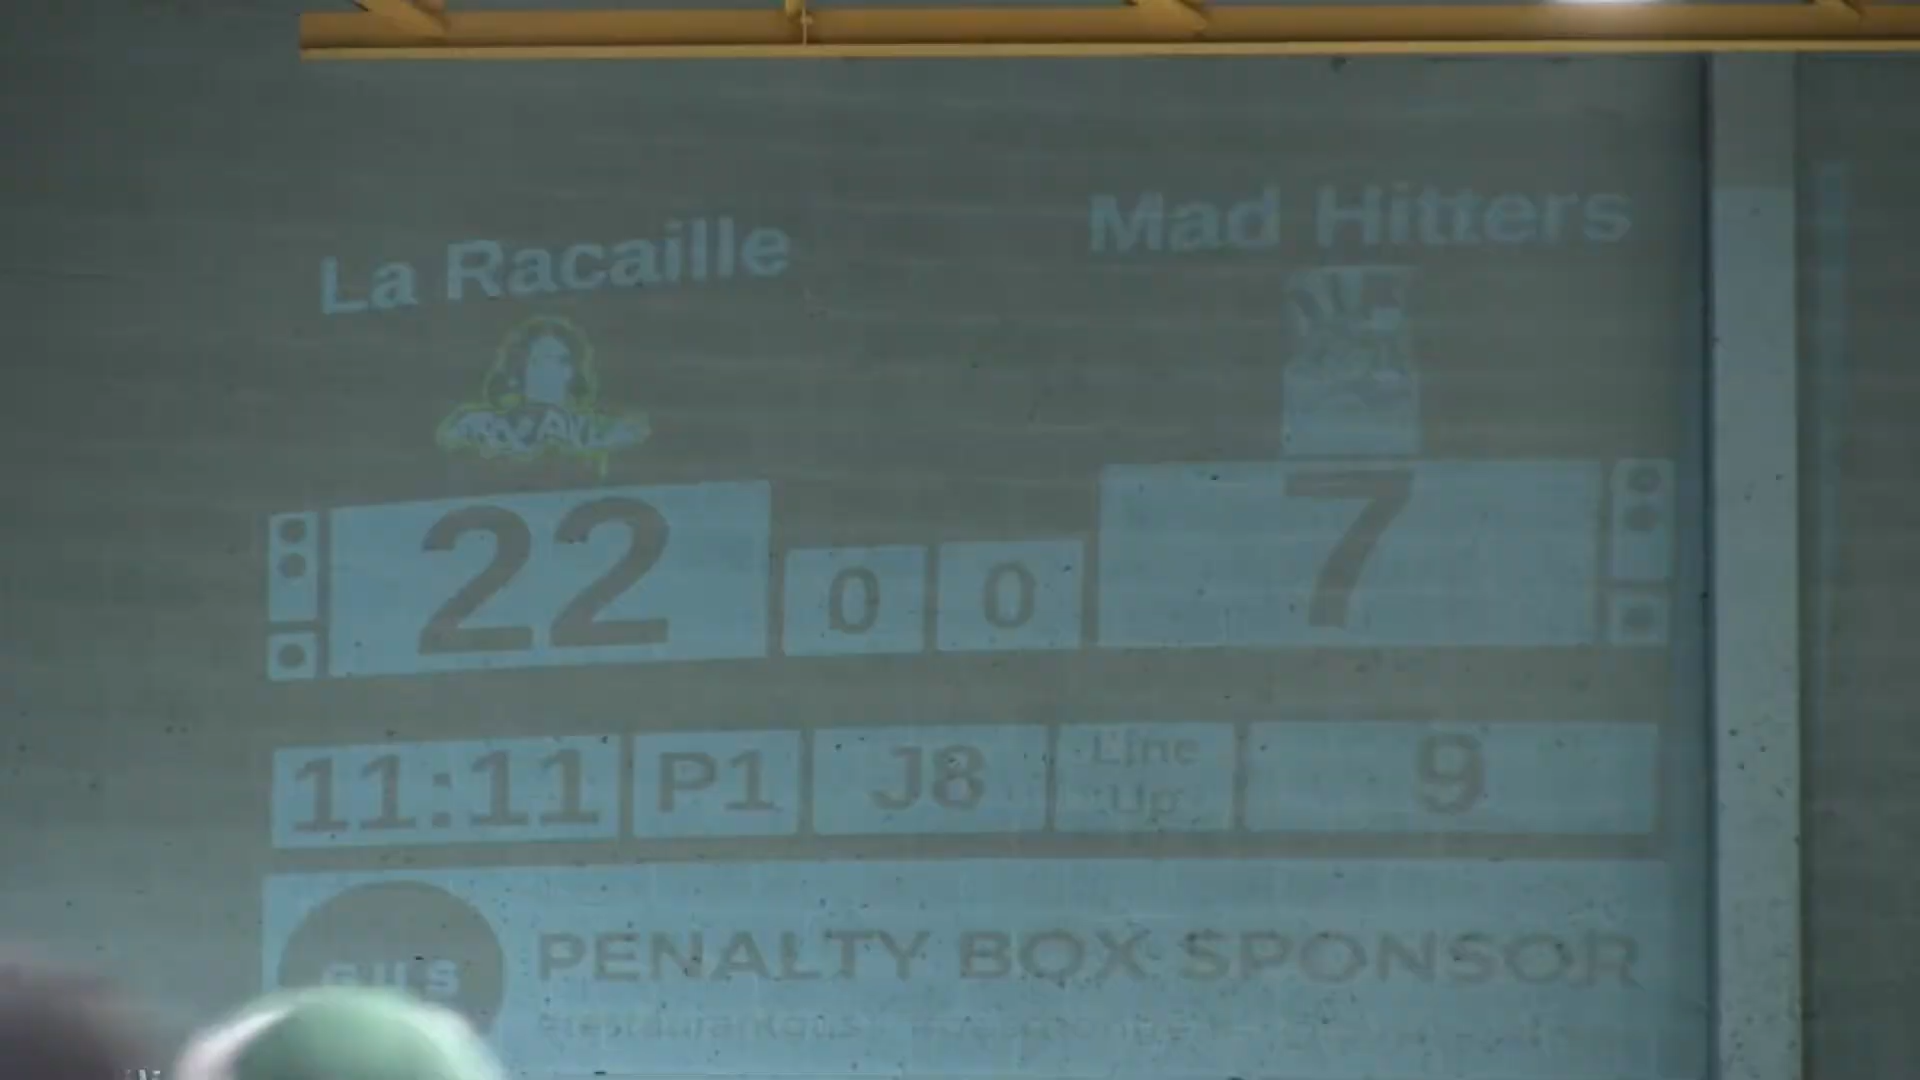 La Racaille
Mad Hitters
22
0
0
7
11:11
P1
J8
Line
Up
9
PENALTY BOX SPONSOR